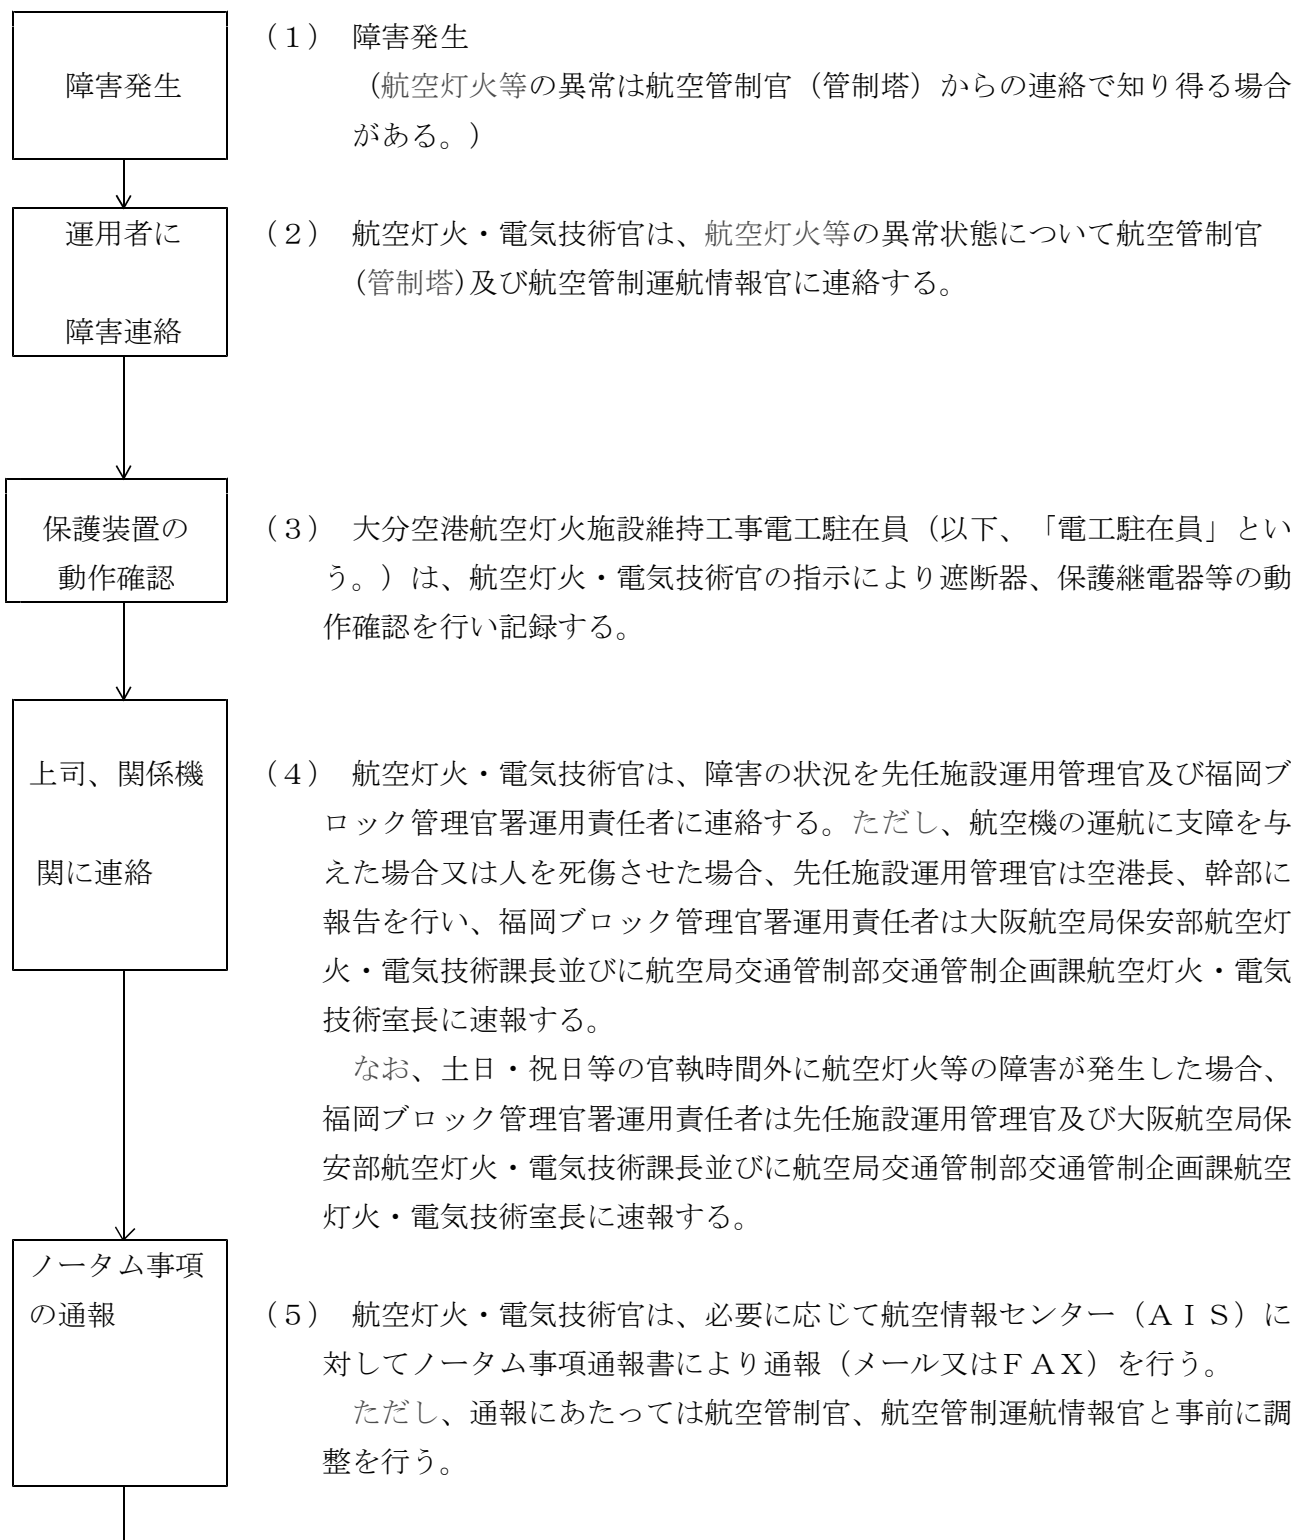 障害発生
（１）　障害発生
（航空灯火等の異常は航空管制官（管制塔）からの連絡で知り得る場合
がある。）
運用者に
障害連絡
（２）　航空灯火・電気技術官は、航空灯火等の異常状態について航空管制官
(管制塔)及び航空管制運航情報官に連絡する。
保護装置の
動作確認
（３）　大分空港航空灯火施設維持工事電工駐在員（以下、「電工駐在員」とい
う。）は、航空灯火・電気技術官の指示により遮断器、保護継電器等の動
作確認を行い記録する。
上司、関係機
関に連絡
（４）　航空灯火・電気技術官は、障害の状況を先任施設運用管理官及び福岡ブ
ロック管理官署運用責任者に連絡する。ただし、航空機の運航に支障を与
えた場合又は人を死傷させた場合、先任施設運用管理官は空港長、幹部に
報告を行い、福岡ブロック管理官署運用責任者は大阪航空局保安部航空灯
火・電気技術課長並びに航空局交通管制部交通管制企画課航空灯火・電気
技術室長に速報する。
なお、土日・祝日等の官執時間外に航空灯火等の障害が発生した場合、
福岡ブロック管理官署運用責任者は先任施設運用管理官及び大阪航空局保
安部航空灯火・電気技術課長並びに航空局交通管制部交通管制企画課航空
灯火・電気技術室長に速報する。
ノータム事項
の通報
（５）　航空灯火・電気技術官は、必要に応じて航空情報センター（ＡＩＳ）に
対してノータム事項通報書により通報（メール又はＦＡＸ）を行う。
ただし、通報にあたっては航空管制官、航空管制運航情報官と事前に調
整を行う。